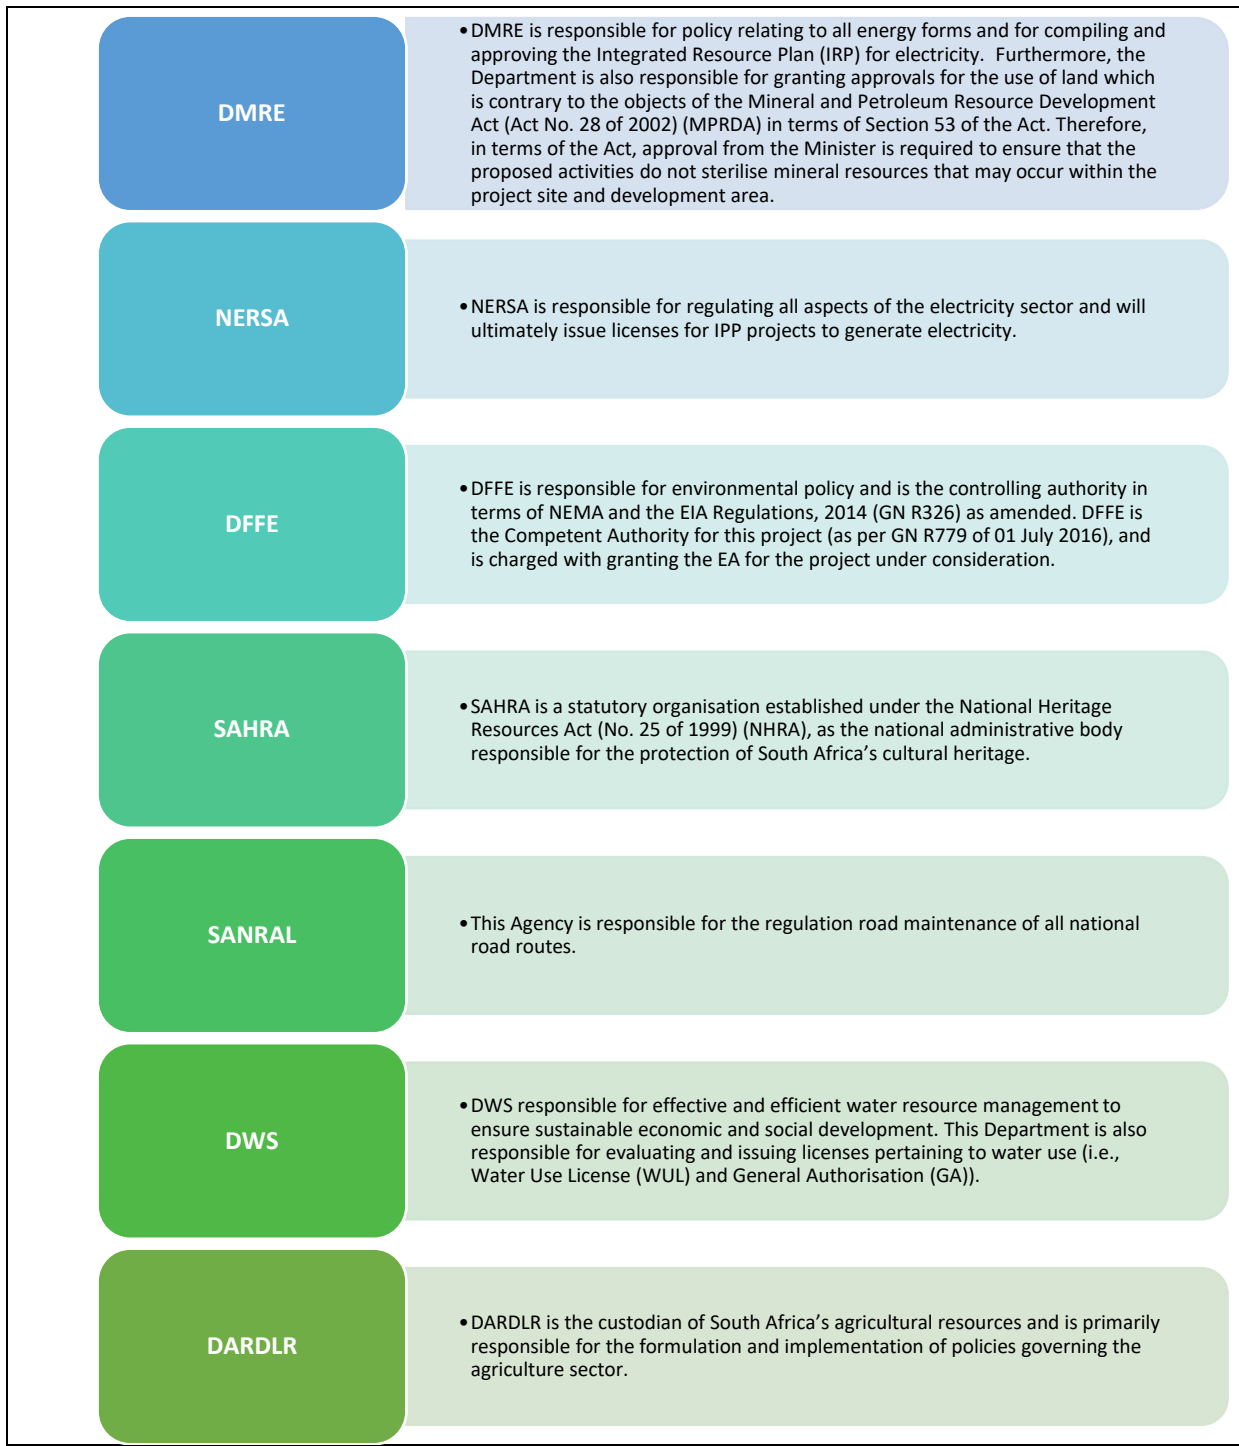 DMRE
•DMRE is responsible for policy relating to all energy forms and for compiling and
approving the Integrated Resource Plan (IRP) for electricity.  Furthermore, the
Department is also responsible for granting approvals for the use of land which
is contrary to the objects of the Mineral and Petroleum Resource Development
Act (Act No. 28 of 2002) (MPRDA) in terms of Section 53 of the Act. Therefore,
in terms of the Act, approval from the Minister is required to ensure that the
proposed activities do not sterilise mineral resources that may occur within the
project site and development area.
NERSA
•NERSA is responsible for regulating all aspects of the electricity sector and will
ultimately issue licenses for IPP projects to generate electricity.
DFFE
•DFFE is responsible for environmental policy and is the controlling authority in
terms of NEMA and the EIA Regulations, 2014 (GN R326) as amended. DFFE is
the Competent Authority for this project (as per GN R779 of 01 July 2016), and
is charged with granting the EA for the project under consideration.
SAHRA
•SAHRA is a statutory organisation established under the National Heritage
Resources Act (No. 25 of 1999) (NHRA), as the national administrative body
responsible for the protection of South Africa’s cultural heritage.
SANRAL
•This Agency is responsible for the regulation road maintenance of all national
road routes.
DWS
•DWS responsible for effective and efficient water resource management to
ensure sustainable economic and social development. This Department is also
responsible for evaluating and issuing licenses pertaining to water use (i.e.,
Water Use License (WUL) and General Authorisation (GA)).
DARDLR
•DARDLR is the custodian of South Africa’s agricultural resources and is primarily
responsible for the formulation and implementation of policies governing the
agriculture sector.